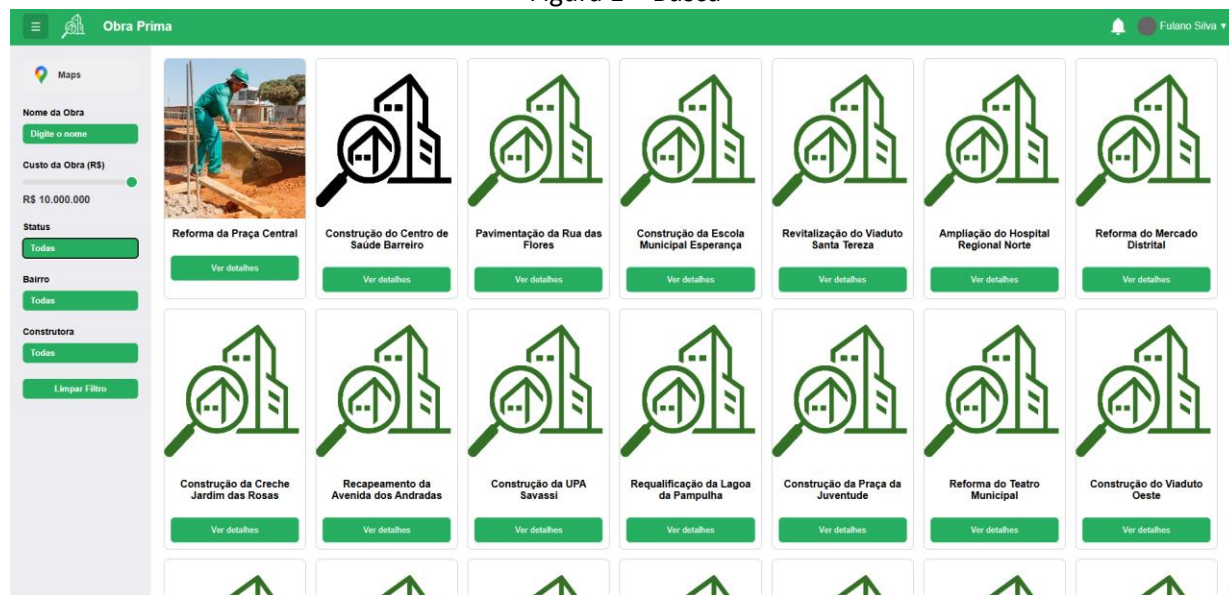 Figura 2 – Busca
☰ Obra Prima
Fulano Silva ▾
Maps
Nome da Obra
Digite o nome
Custo da Obra (R$)
R$ 10.000.000
Status
Todas
Bairro
Todas
Construtora
Todas
Limpar Filtro
Reforma da Praça Central
Ver detalhes
Construção do Centro de
Saúde Barreiro
Ver detalhes
Pavimentação da Rua das
Flores
Ver detalhes
Construção da Escola
Municipal Esperança
Ver detalhes
Revitalização do Viaduto
Santa Tereza
Ver detalhes
Ampliação do Hospital
Regional Norte
Ver detalhes
Reforma do Mercado
Distrital
Ver detalhes
Construção da Creche
Jardim das Rosas
Ver detalhes
Recapeamento da
Avenida dos Andradas
Ver detalhes
Construção da UPA
Savassi
Ver detalhes
Requalificação da Lagoa
da Pampulha
Ver detalhes
Construção da Praça da
Juventude
Ver detalhes
Reforma do Teatro
Municipal
Ver detalhes
Construção do Viaduto
Oeste
Ver detalhes